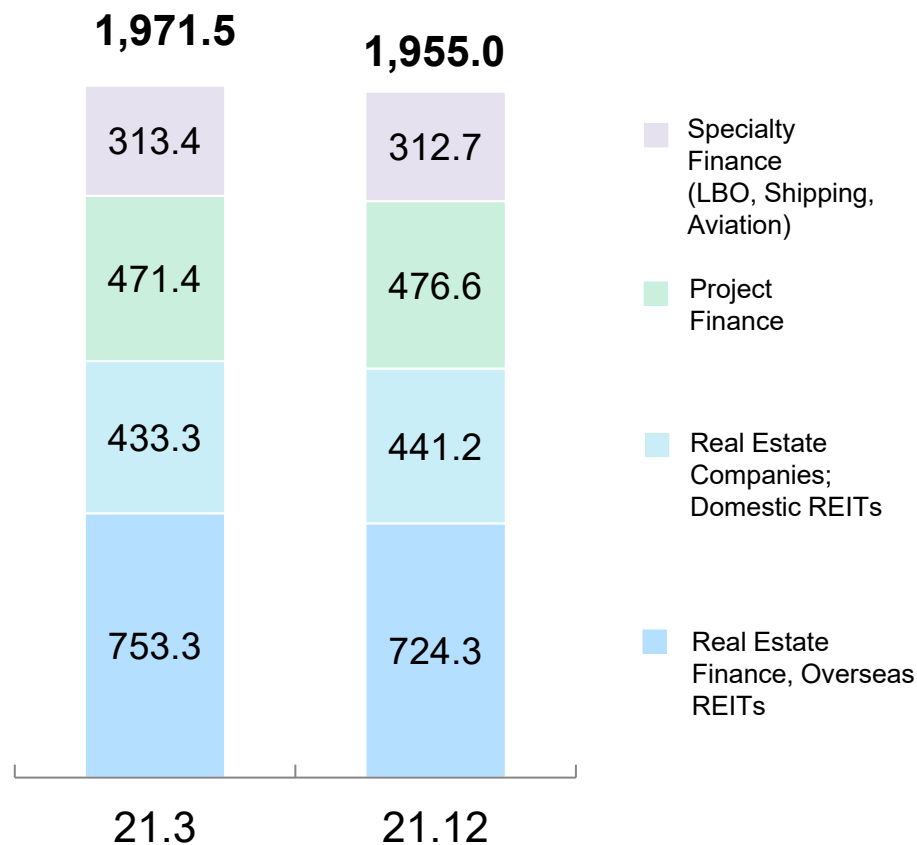 1,971.5
1,955.0
313.4
312.7
471.4
476.6
433.3
441.2
753.3
724.3
21.3
21.12
Specialty
Finance
(LBO, Shipping,
Aviation)
Project
Finance
Real Estate
Companies;
Domestic REITs
Real Estate
Finance, Overseas
REITs